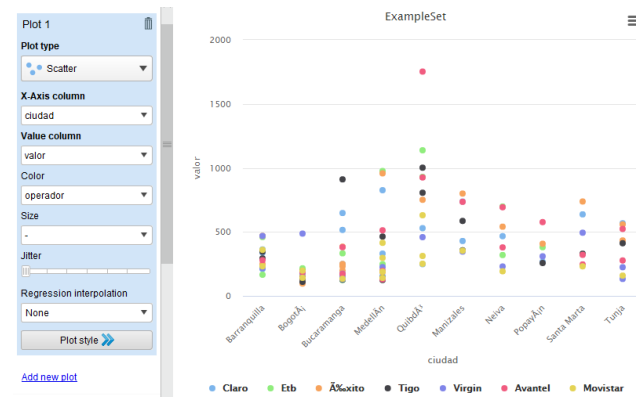 Plot 1
Plot type
Scatter
X-Axis column
ciudad
Value column
valor
Color
operador
Size
-
Jitter
Regression interpolation
None
Plot style
Add new plot
ExampleSet
2000
1500
1000
500
0
valor
Barranquilla
BogotÃ¡
Bucaramanga
MedellÃn
QuibdÃ³
Manizales
Neiva
PopayÃ¡n
Santa Marta
Tunja
ciudad
Claro
Etb
Ã‰xito
Tigo
Virgin
Avantel
Movistar